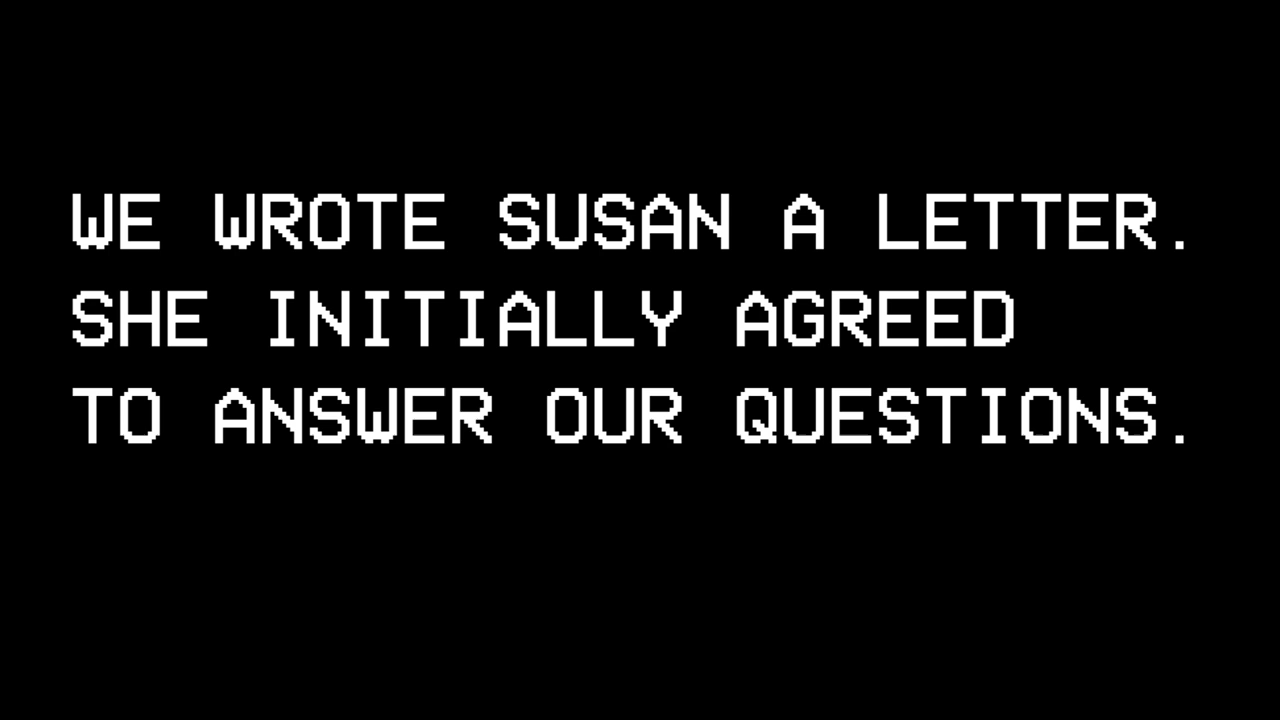 WE WROTE SUSAN A LETTER.
SHE INITIALLY AGREED
TO ANSWER OUR QUESTIONS.